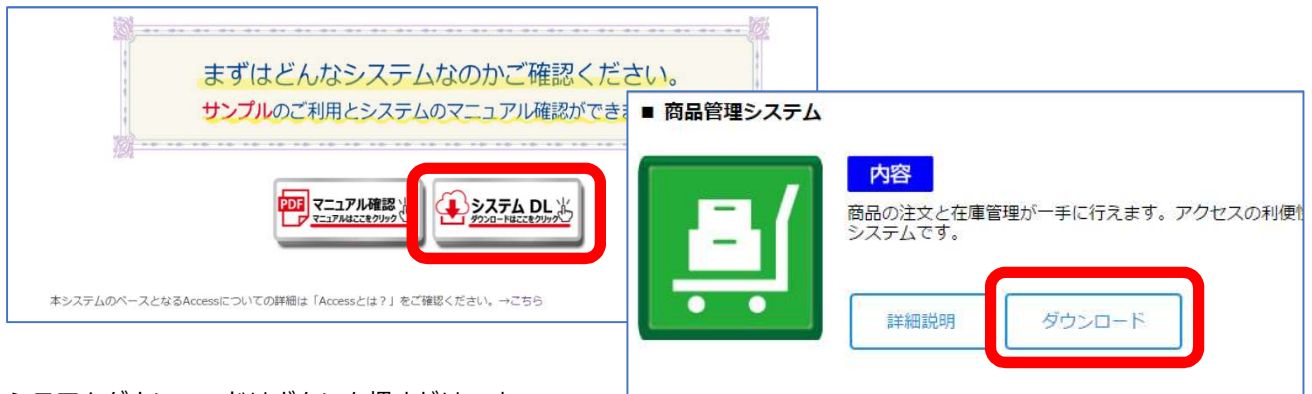 まずはどんなシステムなのかご確認ください。
サンプルのご利用とシステムのマニュアル確認ができま
PDF
マニュアル確認
マニュアルはここをクリック
システム DL
ダウンロードはここをクリック
本システムのベースとなるAccessについての詳細は「Accessとは?」をご確認ください。→こちら
■ 商品管理システム
内容
商品の注文と在庫管理が一手に行えます。アクセスの利便
システムです。
詳細説明
ダウンロード